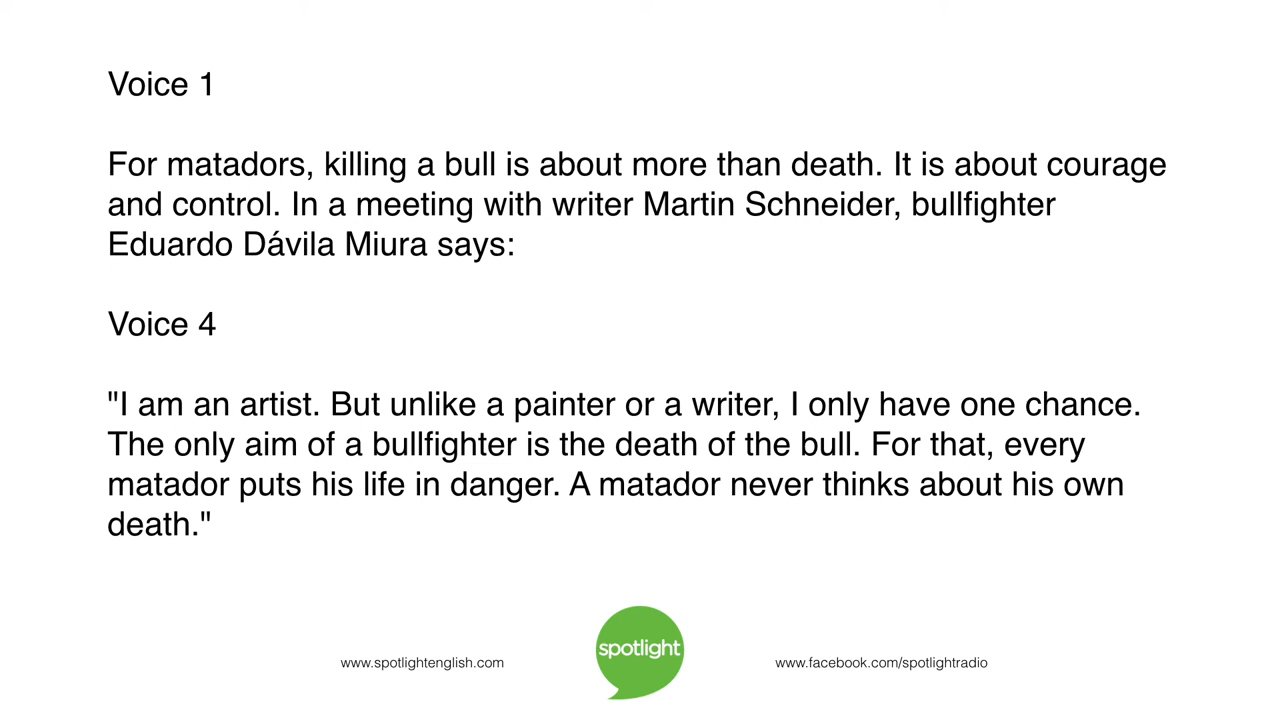 Voice 1
For matadors, killing a bull is about more than death. It is about courage
and control. In a meeting with writer Martin Schneider, bullfighter
Eduardo Dávila Miura says:
Voice 4
"I am an artist. But unlike a painter or a writer, I only have one chance.
The only aim of a bullfighter is the death of the bull. For that, every
matador puts his life in danger. A matador never thinks about his own
death."
www.spotlightenglish.com
spotlight
www.facebook.com/spotlightradio